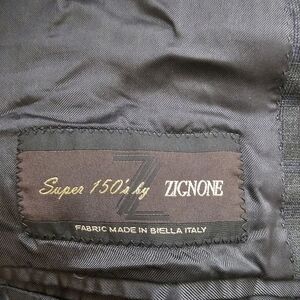 Z
Super 150's by ZIGNONE
FABRIC MADE IN BIELLA ITALY